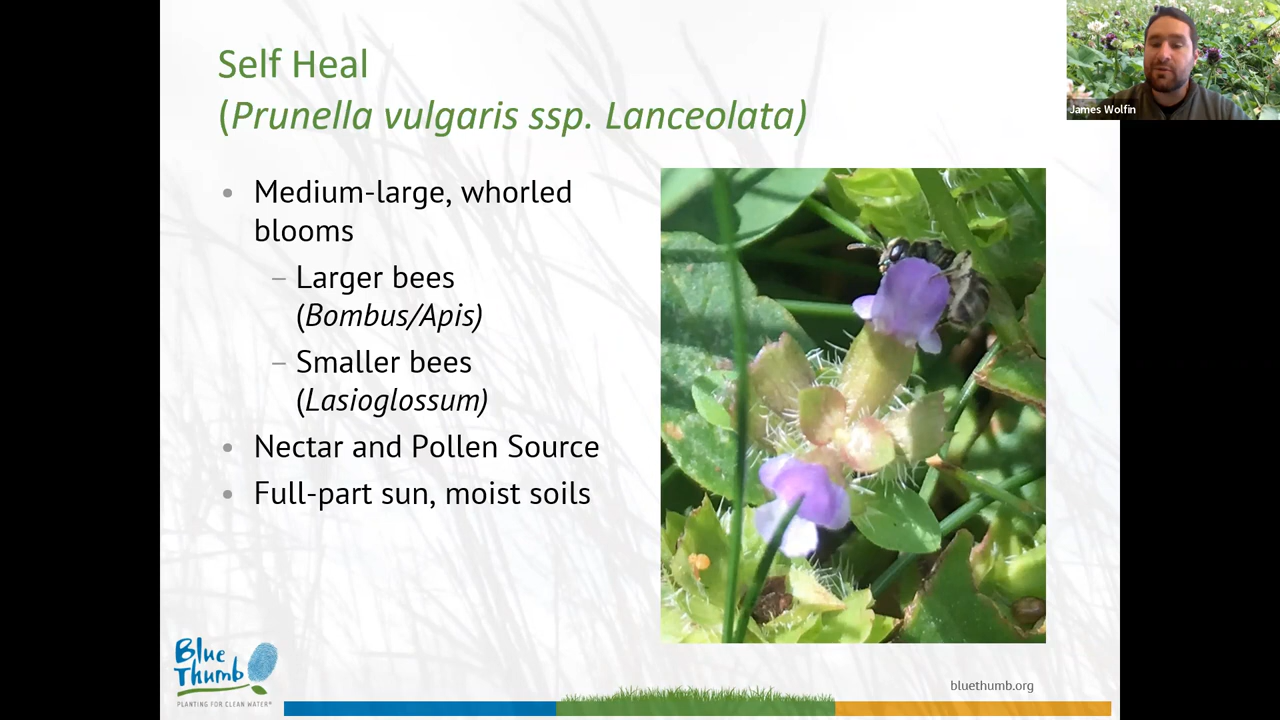 Self Heal
(Prunella vulgaris ssp. Lanceolata)
• Medium-large, whorled
blooms
– Larger bees
(Bombus/Apis)
– Smaller bees
(Lasioglossum)
• Nectar and Pollen Source
• Full-part sun, moist soils
James Wolfin
Blue
Thumb
PLANTING FOR CLEAN WATER®
bluethumb.org